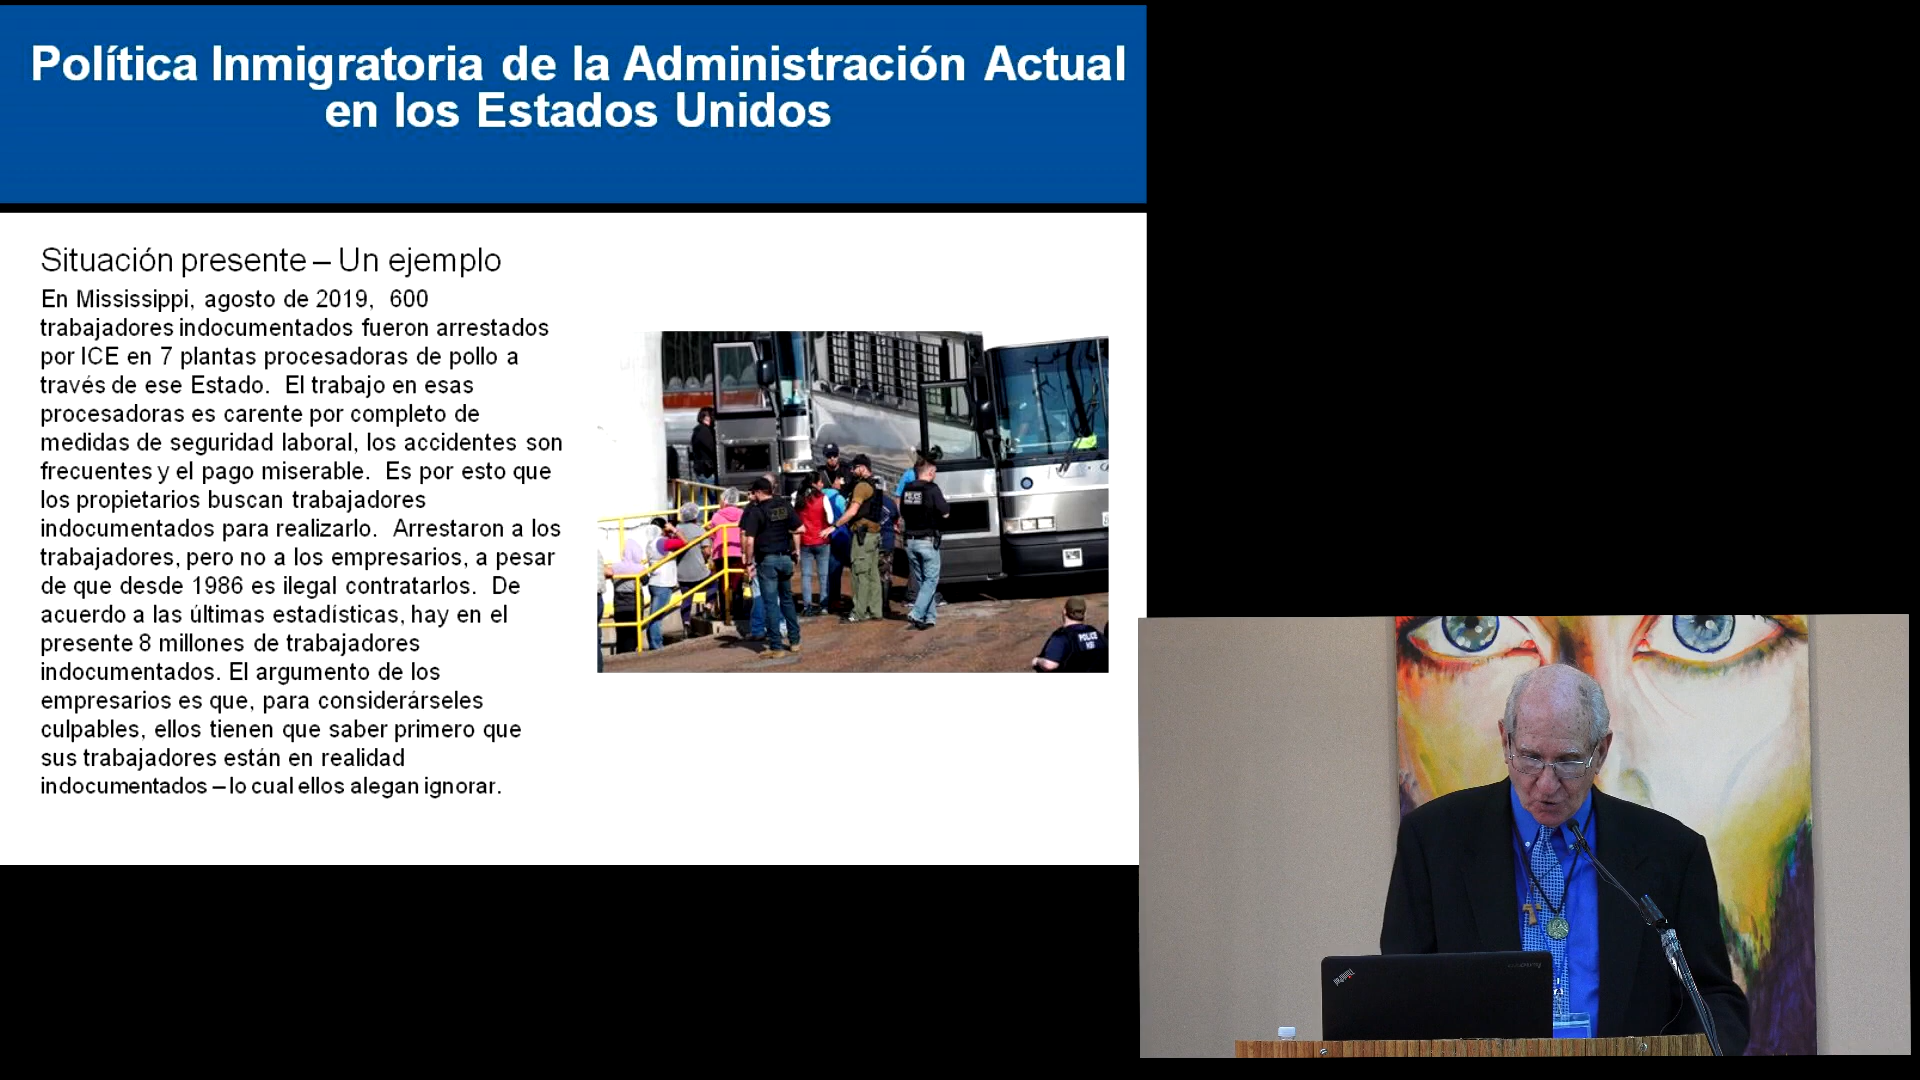 Política Inmigratoria de la Administración Actual
en los Estados Unidos
Situación presente – Un ejemplo
En Mississippi, agosto de 2019,  600
trabajadores indocumentados fueron arrestados
por ICE en 7 plantas procesadoras de pollo a
través de ese Estado.  El trabajo en esas
procesadoras es carente por completo de
medidas de seguridad laboral, los accidentes son
frecuentes y el pago miserable.  Es por esto que
los propietarios buscan trabajadores
indocumentados para realizarlo.  Arrestaron a los
trabajadores, pero no a los empresarios, a pesar
de que desde 1986 es ilegal contratarlos.  De
acuerdo a las últimas estadísticas, hay en el
presente 8 millones de trabajadores
indocumentados. El argumento de los
empresarios es que, para considerárseles
culpables, ellos tienen que saber primero que
sus trabajadores están en realidad
indocumentados – lo cual ellos alegan ignorar.
POLICE
POLICE
HSI
ThinkPad